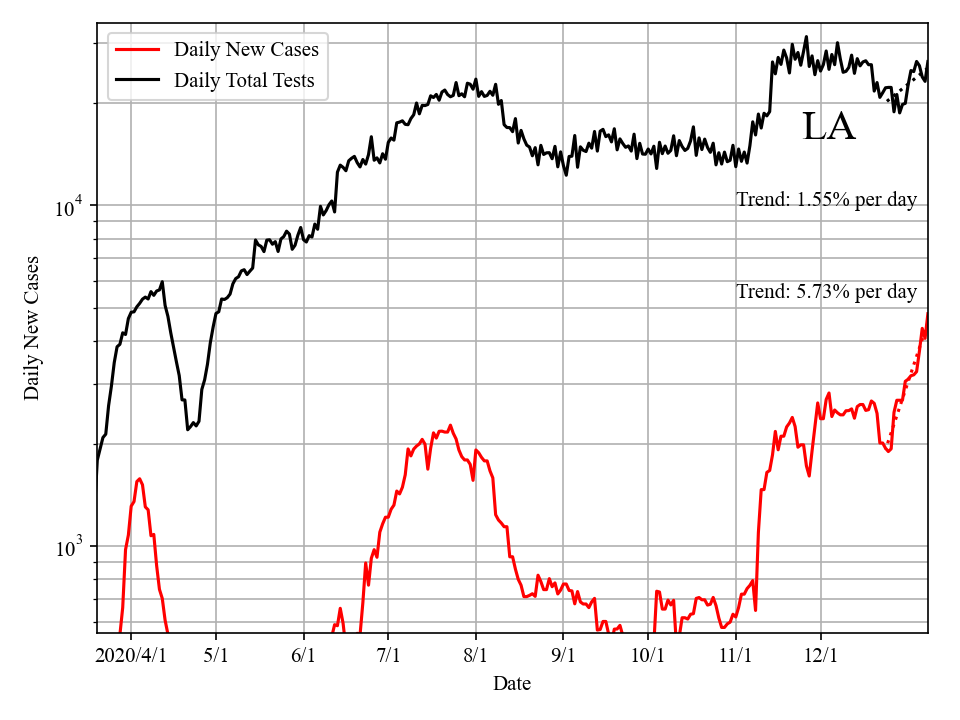 Daily New Cases
Daily Total Tests
LA
Trend: 1.55% per day
Trend: 5.73% per day
10^4
10^3
Daily New Cases
2020/4/1 5/1 6/1 7/1 8/1 9/1 10/1 11/1 12/1
Date